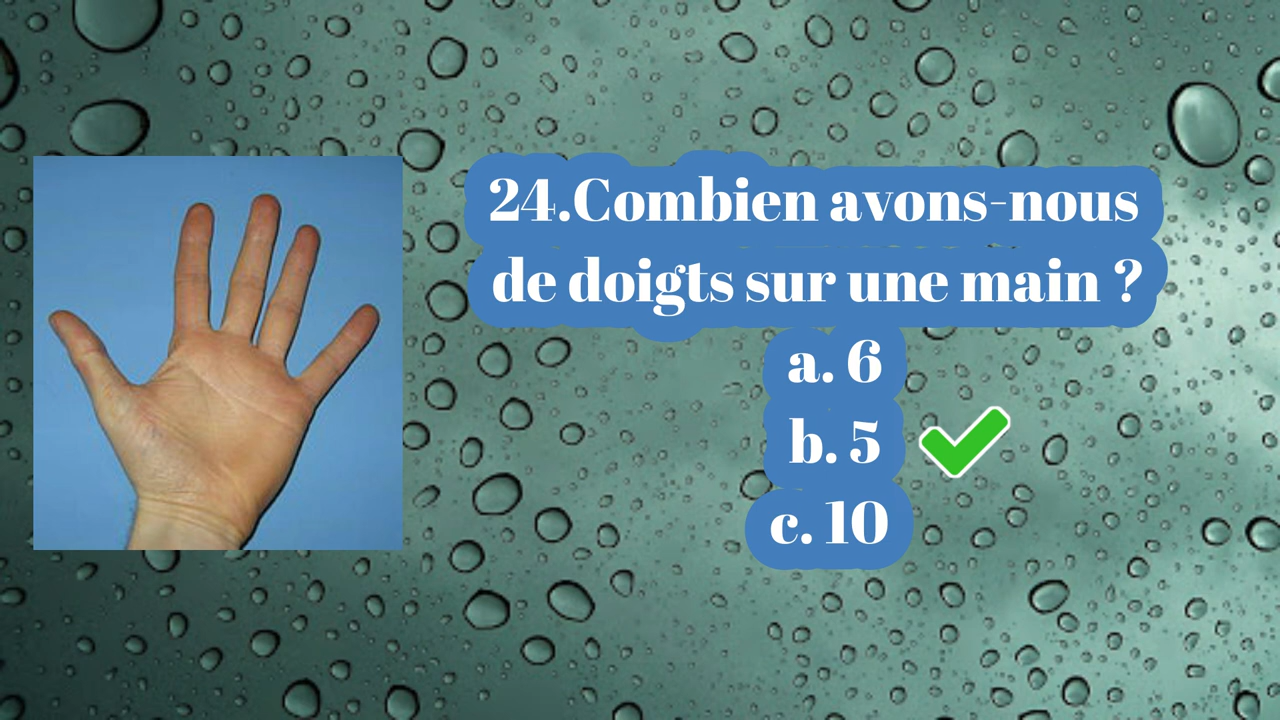 24.Combien avons-nous
de doigts sur une main ?
a. 6
b. 5
c. 10